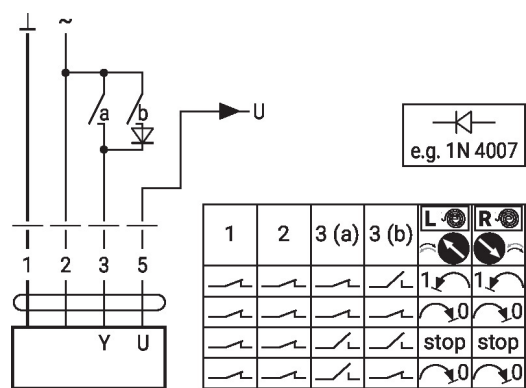 ⊥ ~
a b
U
e.g. 1N 4007
1 2 3 5
Y U
1 2 3 (a) 3 (b) L R
1 1
0 0
stop stop
0 0